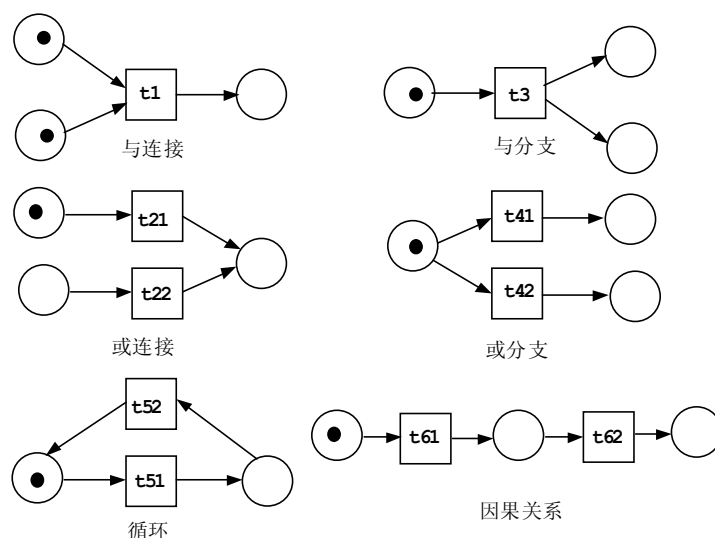 t1
t3
与连接
与分支
t21
t41
t22
t42
或连接
或分支
t52
t61
t62
t51
因果关系
循环